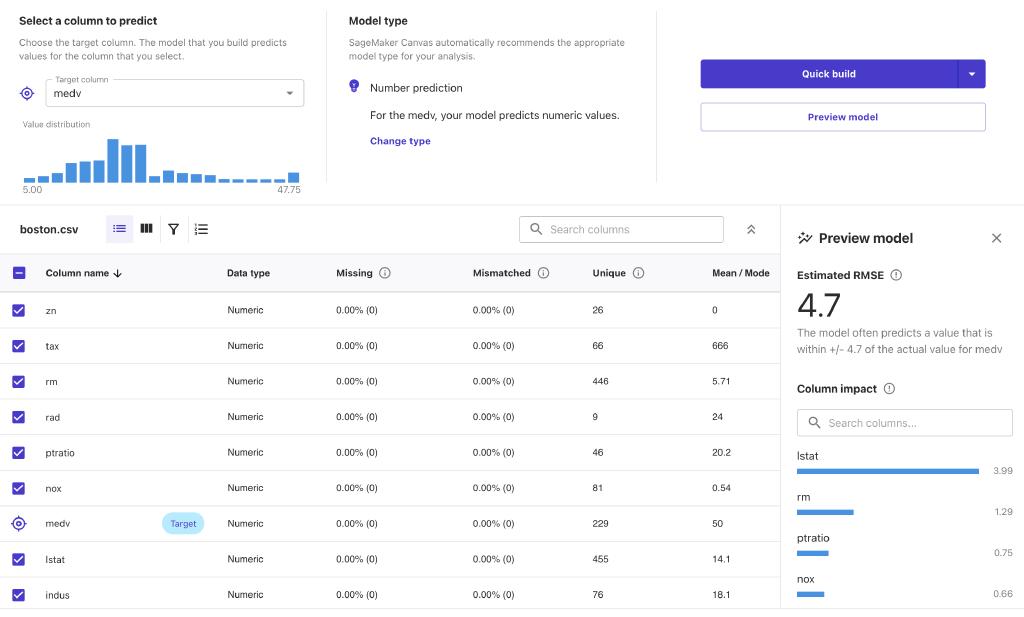 Select a column to predict
Choose the target column. The model that you build predicts
values for the column that you select.
Target column
medv
Value distribution
5.00 47.75
Model type
SageMaker Canvas automatically recommends the appropriate
model type for your analysis.
Number prediction
For the medv, your model predicts numeric values.
Change type
Quick build
Preview model
boston.csv
Search columns
Column name Data type Missing Mismatched Unique Mean / Mode
zn Numeric 0.00% (0) 0.00% (0) 26 0
tax Numeric 0.00% (0) 0.00% (0) 66 666
rm Numeric 0.00% (0) 0.00% (0) 446 5.71
rad Numeric 0.00% (0) 0.00% (0) 9 24
ptratio Numeric 0.00% (0) 0.00% (0) 46 20.2
nox Numeric 0.00% (0) 0.00% (0) 81 0.54
medv Target Numeric 0.00% (0) 0.00% (0) 229 50
lstat Numeric 0.00% (0) 0.00% (0) 455 14.1
indus Numeric 0.00% (0) 0.00% (0) 76 18.1
Preview model
Estimated RMSE
4.7
The model often predicts a value that is
within +/- 4.7 of the actual value for medv
Column impact
Search columns...
lstat
3.99
rm
1.29
ptratio
0.75
nox
0.66